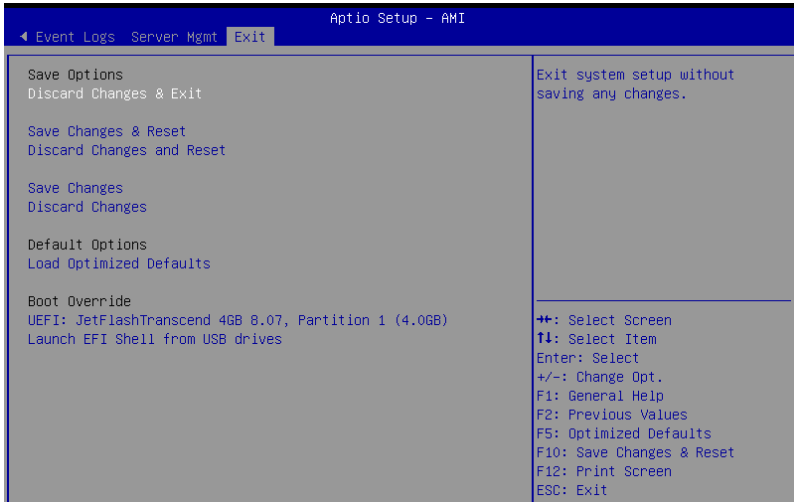 Aptio Setup – AMI
◄ Event Logs Server Mgmt Exit
Save Options
Discard Changes & Exit
Save Changes & Reset
Discard Changes and Reset
Save Changes
Discard Changes
Default Options
Load Optimized Defaults
Boot Override
UEFI: JetFlashTranscend 4GB 8.07, Partition 1 (4.0GB)
Launch EFI Shell from USB drives
Exit system setup without
saving any changes.
→←: Select Screen
↑↓: Select Item
Enter: Select
+/-: Change Opt.
F1: General Help
F2: Previous Values
F5: Optimized Defaults
F10: Save Changes & Reset
F12: Print Screen
ESC: Exit